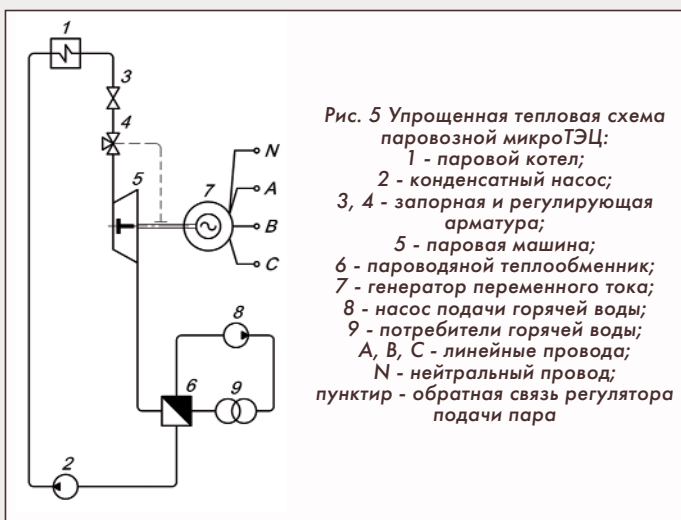 1
3
4
5
7
N
A
B
C
8
6
9
2
Рис. 5 Упрощенная тепловая схема
паровозной микроТЭЦ:
1 - паровой котел;
2 - конденсатный насос;
3, 4 - запорная и регулирующая
арматура;
5 - паровая машина;
6 - пароводяной теплообменник;
7 - генератор переменного тока;
8 - насос подачи горячей воды;
9 - потребители горячей воды;
А, В, С - линейные провода;
N - нейтральный провод;
пунктир - обратная связь регулятора
подачи пара